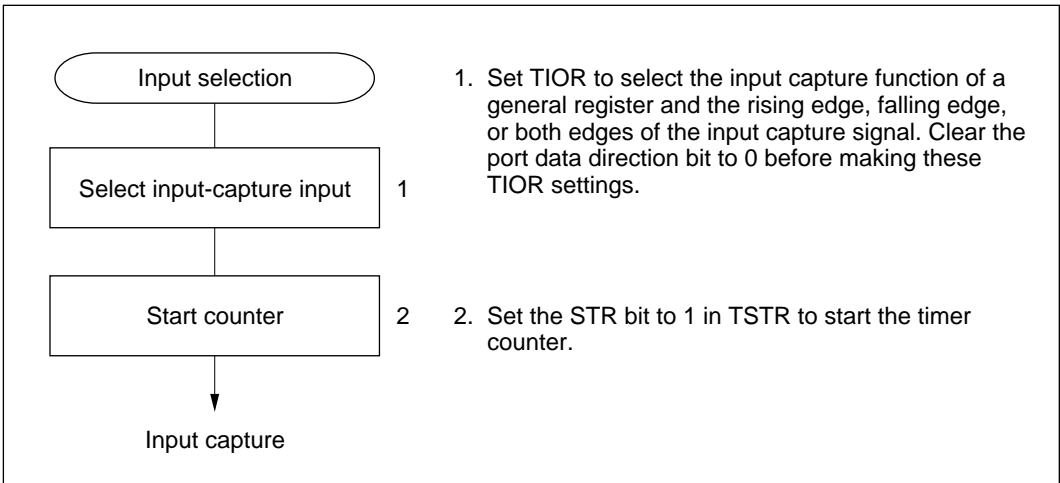 Input selection
Select input-capture input
1
Start counter
2
Input capture
1. Set TIOR to select the input capture function of a
general register and the rising edge, falling edge,
or both edges of the input capture signal. Clear the
port data direction bit to 0 before making these
TIOR settings.
2. Set the STR bit to 1 in TSTR to start the timer
counter.